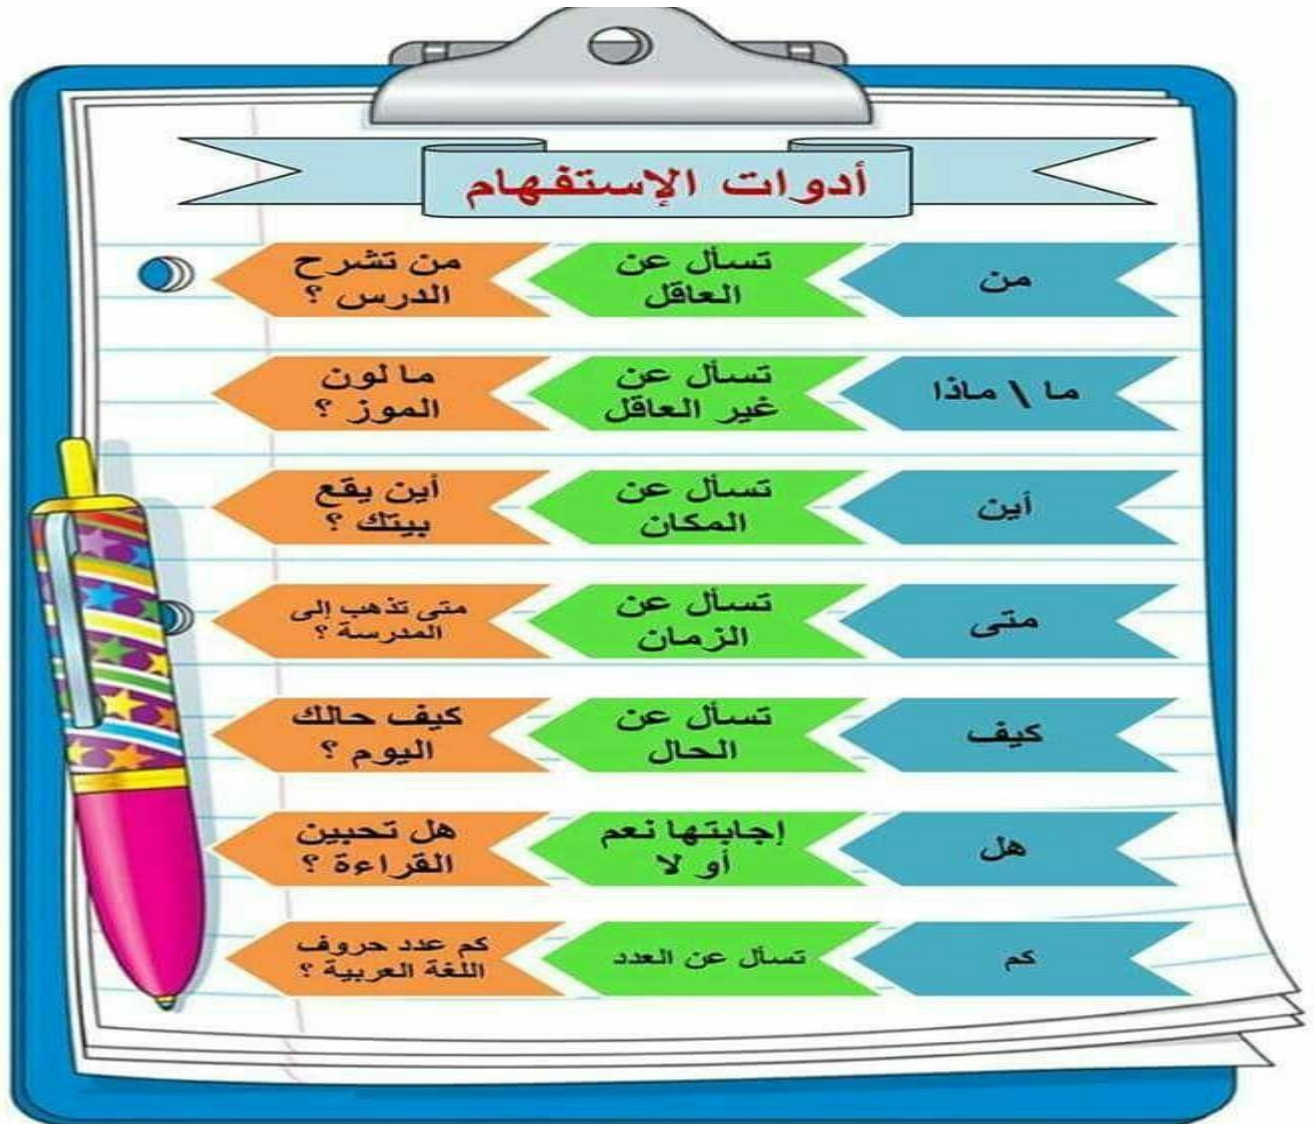 أدوات الإستفهام
من
تسأل عن
العاقل
من تشرح
الدرس ؟
ما \ ماذا
تسأل عن
غير العاقل
ما لون
الموز ؟
أين
تسأل عن
المكان
أين يقع
بيتك ؟
متى
تسأل عن
الزمان
متى تذهب إلى
المدرسة ؟
كيف
تسأل عن
الحال
كيف حالك
اليوم ؟
هل
إجابتها نعم
أو لا
هل تحبين
القراءة ؟
كم
تسأل عن العدد
كم عدد حروف
اللغة العربية ؟